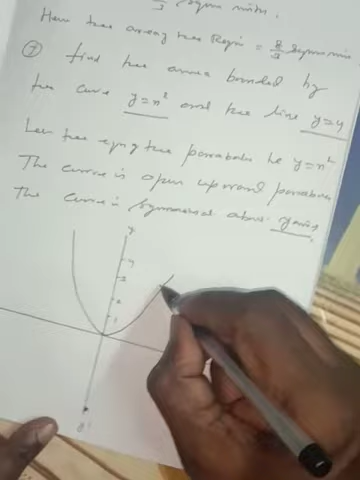 Hence the area of the Region = 8/3 square units
⑦ find the area bounded by
the curve y = x² and the line y = 4
Let the eqn of the parabola be y = x²
The curve is open upward parabola
The curve is Symmetrical about y axis,
y
4
3
2
1
y'